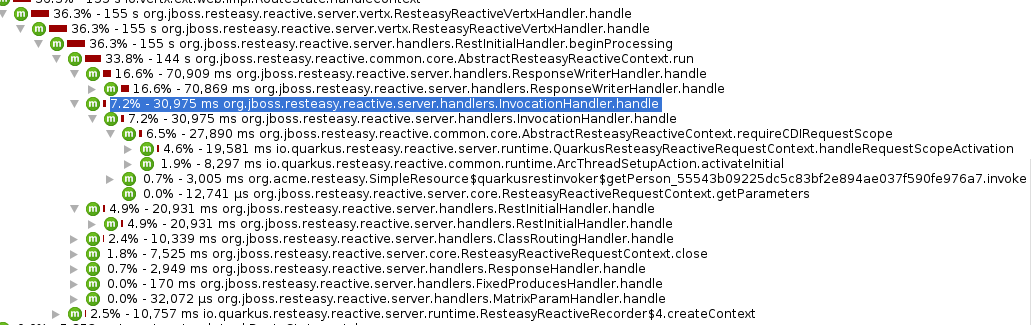 36.3% - 155 s io.vertx.ext.web.impl.RouteState.handleContext
36.3% - 155 s org.jboss.resteasy.reactive.server.vertx.ResteasyReactiveVertxHandler.handle
36.3% - 155 s org.jboss.resteasy.reactive.server.vertx.ResteasyReactiveVertxHandler.handle
36.3% - 155 s org.jboss.resteasy.reactive.server.handlers.RestInitialHandler.beginProcessing
33.8% - 144 s org.jboss.resteasy.reactive.common.core.AbstractResteasyReactiveContext.run
16.6% - 70,909 ms org.jboss.resteasy.reactive.server.handlers.ResponseWriterHandler.handle
16.6% - 70,869 ms org.jboss.resteasy.reactive.server.handlers.ResponseWriterHandler.handle
7.2% - 30,975 ms org.jboss.resteasy.reactive.server.handlers.InvocationHandler.handle
7.2% - 30,975 ms org.jboss.resteasy.reactive.server.handlers.InvocationHandler.handle
6.5% - 27,890 ms org.jboss.resteasy.reactive.common.core.AbstractResteasyReactiveContext.requireCDIRequestScope
4.6% - 19,581 ms io.quarkus.resteasy.reactive.server.runtime.QuarkusResteasyReactiveRequestContext.handleRequestScopeActivation
1.9% - 8,297 ms io.quarkus.resteasy.reactive.common.runtime.ArcThreadSetupAction.activateInitial
0.7% - 3,005 ms org.acme.resteasy.SimpleResource$quarkusrestinvoker$getPerson_55543b09225dc5c83bf2e894ae037f590fe976a7.invoke
0.0% - 12,741 µs org.jboss.resteasy.reactive.server.core.ResteasyReactiveRequestContext.getParameters
4.9% - 20,931 ms org.jboss.resteasy.reactive.server.handlers.RestInitialHandler.handle
4.9% - 20,931 ms org.jboss.resteasy.reactive.server.handlers.RestInitialHandler.handle
2.4% - 10,339 ms org.jboss.resteasy.reactive.server.handlers.ClassRoutingHandler.handle
1.8% - 7,525 ms org.jboss.resteasy.reactive.server.core.ResteasyReactiveRequestContext.close
0.7% - 2,949 ms org.jboss.resteasy.reactive.server.handlers.ResponseHandler.handle
0.0% - 170 ms org.jboss.resteasy.reactive.server.handlers.FixedProducesHandler.handle
0.0% - 32,072 µs org.jboss.resteasy.reactive.server.handlers.MatrixParamHandler.handle
2.5% - 10,757 ms io.quarkus.resteasy.reactive.server.runtime.ResteasyReactiveRecorder$4.createContext